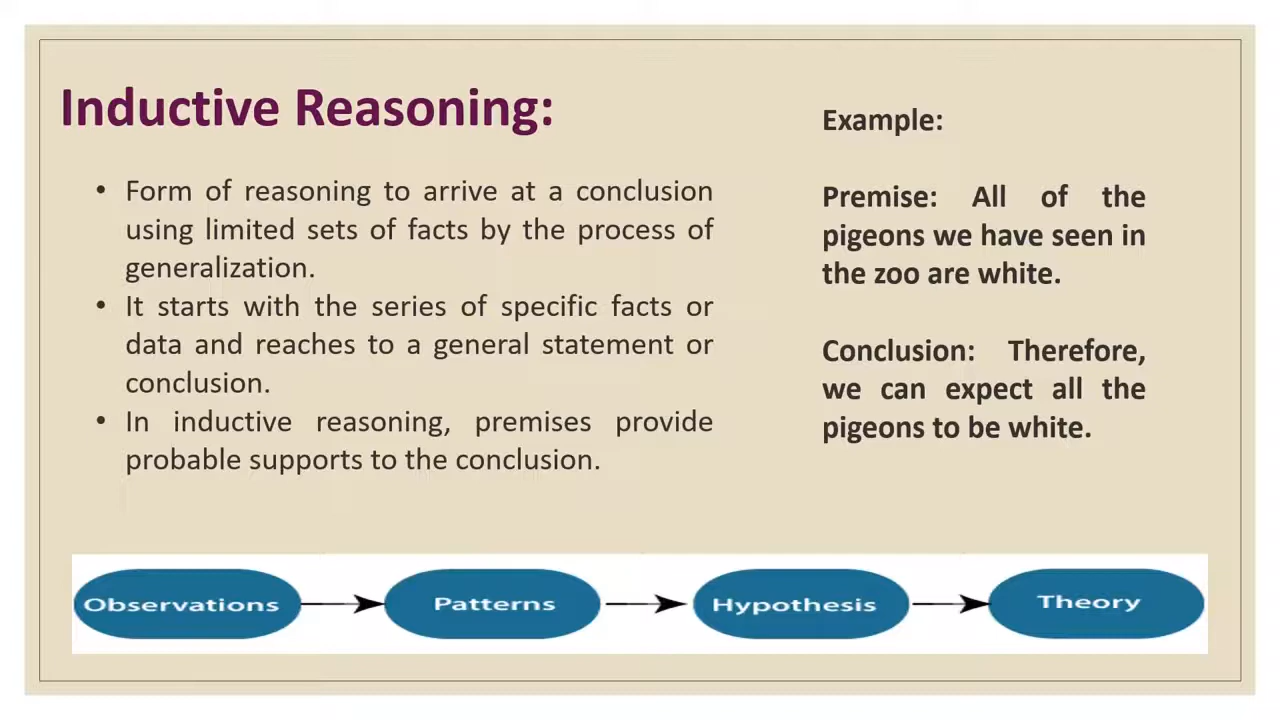 Inductive Reasoning:
• Form of reasoning to arrive at a conclusion
using limited sets of facts by the process of
generalization.
• It starts with the series of specific facts or
data and reaches to a general statement or
conclusion.
• In inductive reasoning, premises provide
probable supports to the conclusion.
Example:
Premise: All of the
pigeons we have seen in
the zoo are white.
Conclusion: Therefore,
we can expect all the
pigeons to be white.
Observations
Patterns
Hypothesis
Theory